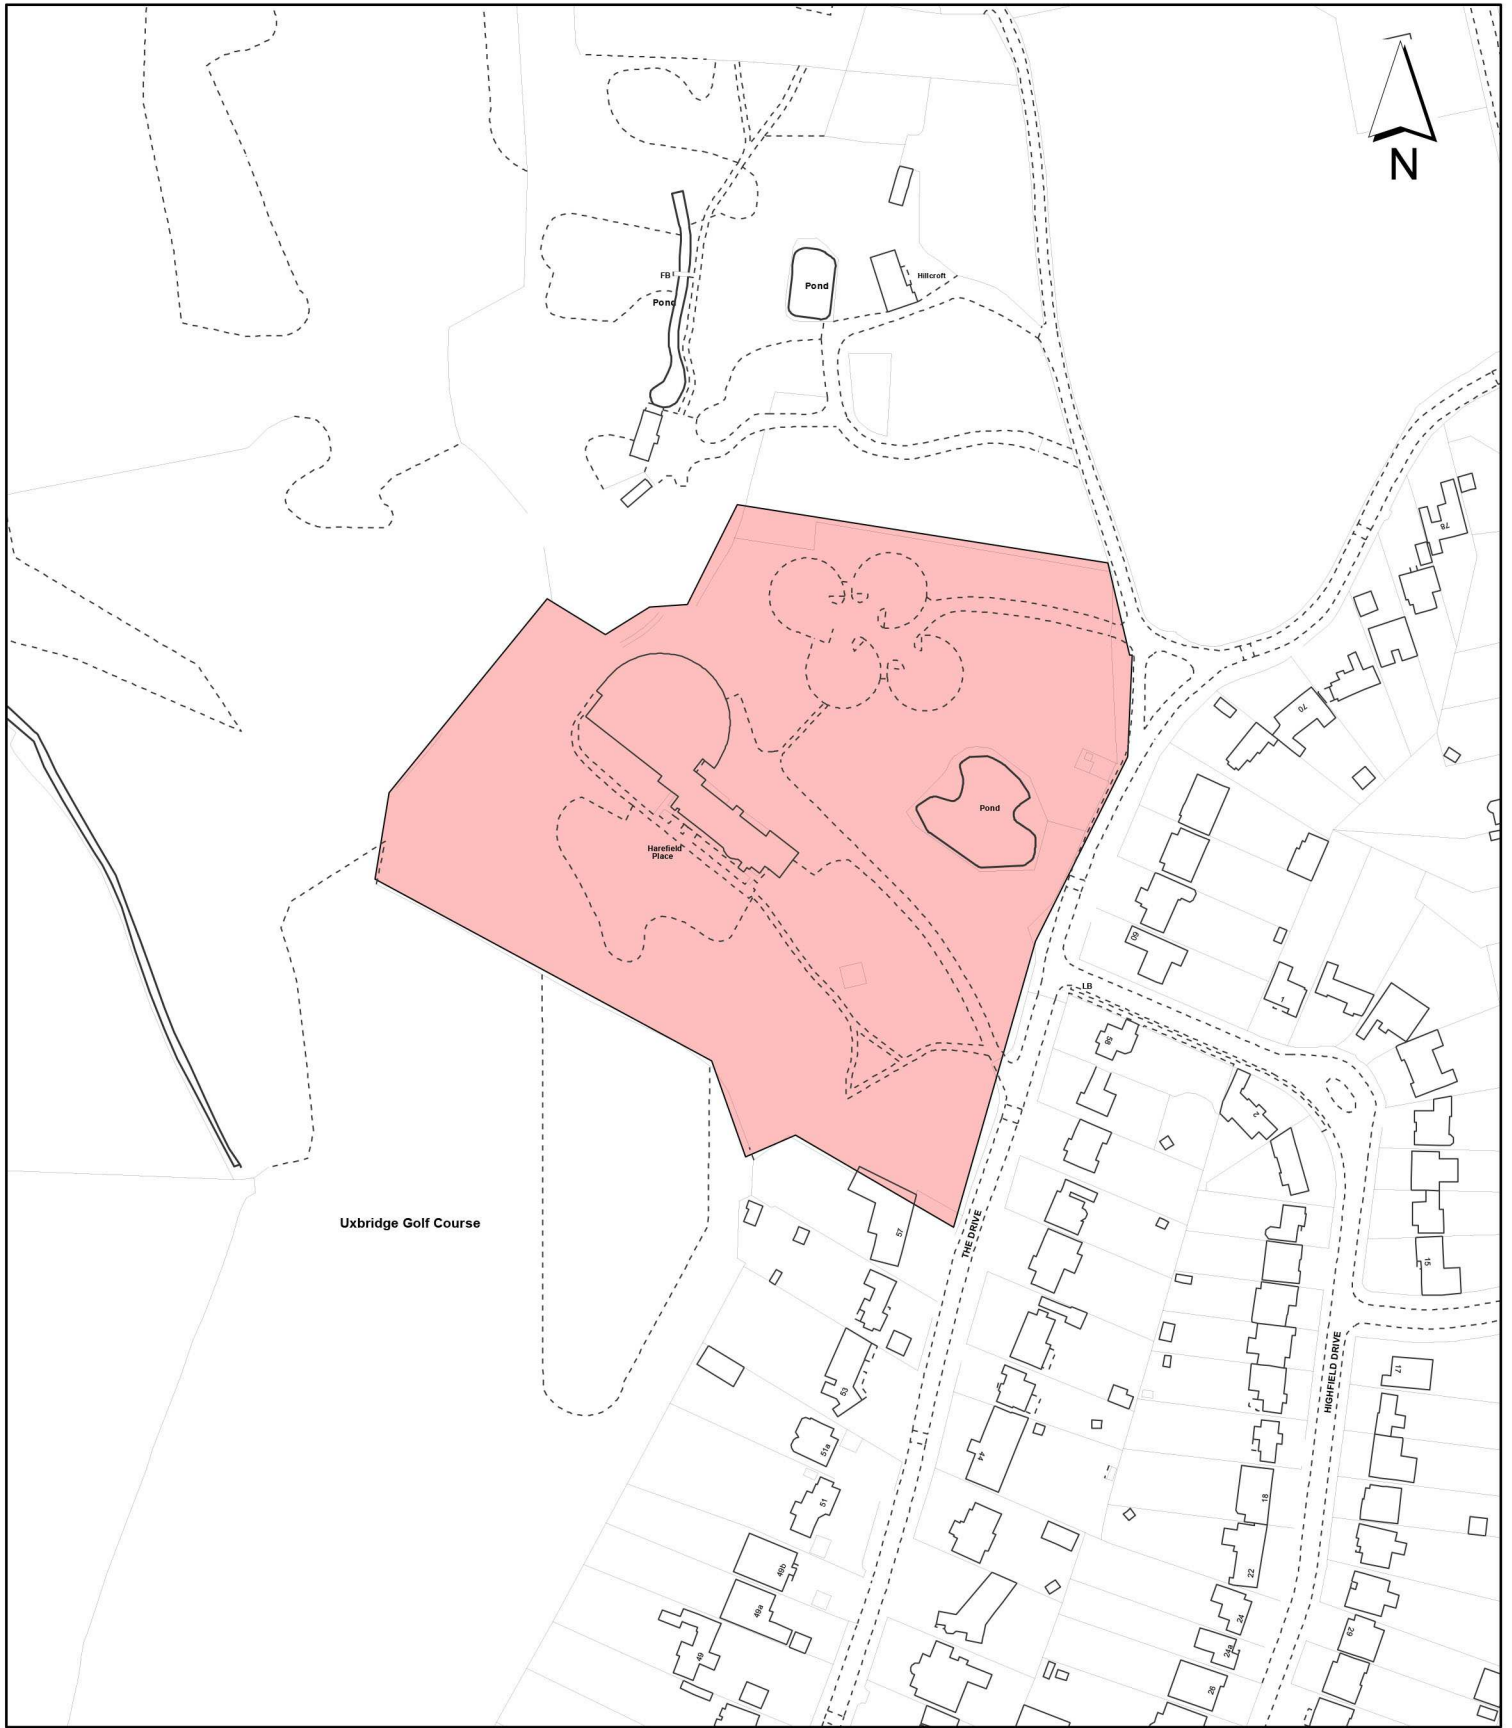 N
FB
Pond
Pond
Hillcroft
78
70
Pond
Harefield
Place
60
1
LB
58
2
57
THE DRIVE
15
Uxbridge Golf Course
53
HIGHFIELD DRIVE
17
51a
44
51
18
49b
22
49a
24
29
49
24a
26